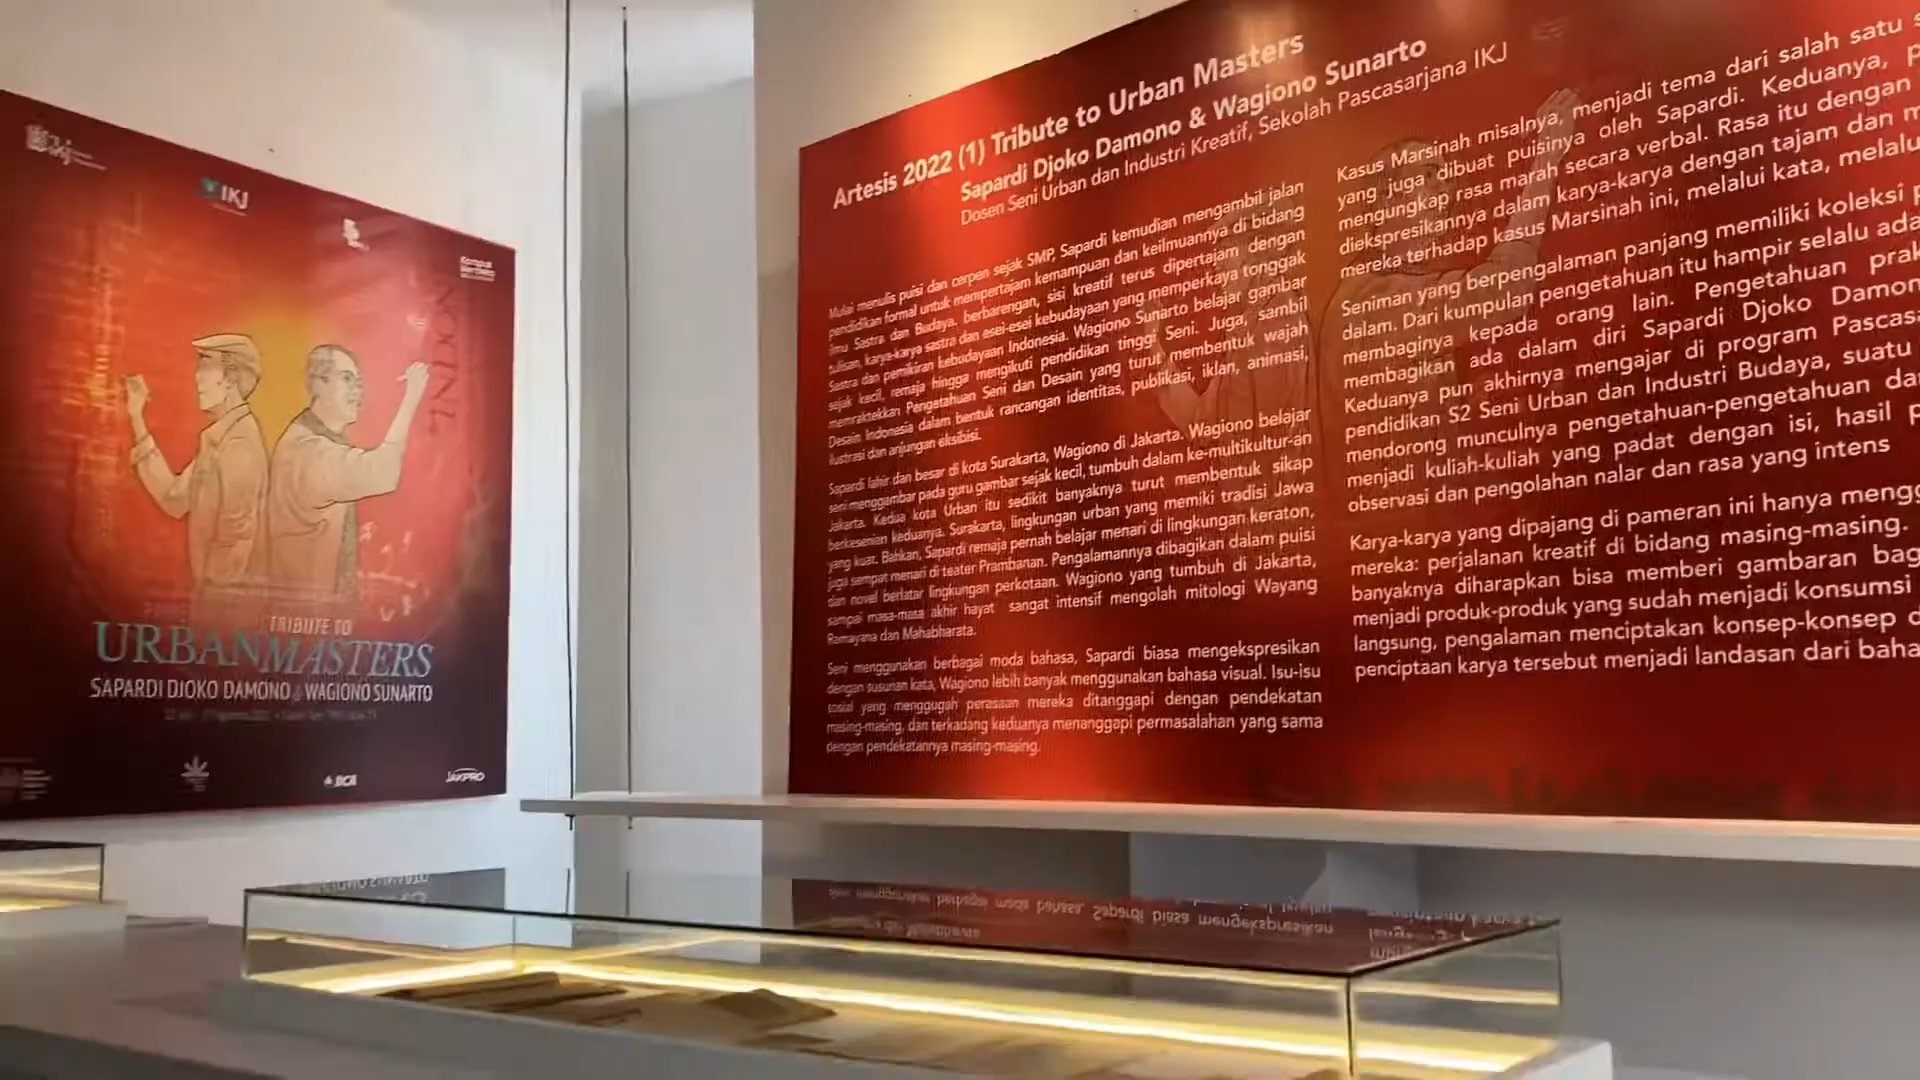 IKJ
Kampus
Merdeka
TRIBUTE TO
URBAN MASTERS
SAPARDI DJOKO DAMONO & WAGIONO SUNARTO
BCA
JAKPRO
Artesis 2022 (1) Tribute to Urban Masters
Sapardi Djoko Damono & Wagiono Sunarto
Dosen Seni Urban dan Industri Kreatif, Sekolah Pascasarjana IKJ
Mulai menulis puisi dan cerpen sejak SMP, Sapardi kemudian mengambil jalan
pendidikan formal untuk mempertajam kemampuan dan keilmuannya di bidang
Ilmu Sastra dan Budaya, berbarengan, sisi kreatif terus dipertajam dengan
tulisan, karya-karya sastra dan esei-esei kebudayaan yang memperkaya tonggak
Sastra dan pemikiran kebudayaan Indonesia. Wagiono Sunarto belajar gambar
sejak kecil, remaja hingga mengikuti pendidikan tinggi Seni. Juga, sambil
memraktekkan Pengetahuan Seni dan Desain yang turut membentuk wajah
Desain Indonesia dalam bentuk rancangan identitas, publikasi, iklan, animasi,
ilustrasi dan anjungan eksibisi.
Sapardi lahir dan besar di kota Surakarta, Wagiono di Jakarta. Wagiono belajar
seni menggambar pada guru gambar sejak kecil, tumbuh dalam ke-multikultur-an
Jakarta. Kedua kota Urban itu sedikit banyaknya turut membentuk sikap
berkesenian keduanya. Surakarta, lingkungan urban yang memiki tradisi Jawa
yang kuat. Bahkan, Sapardi remaja pernah belajar menari di lingkungan keraton,
juga sempat menari di teater Prambanan. Pengalamannya dibagikan dalam puisi
dan novel berlatar lingkungan perkotaan. Wagiono yang tumbuh di Jakarta,
sampai masa-masa akhir hayat sangat intensif mengolah mitologi Wayang
Ramayana dan Mahabharata.
Seni menggunakan berbagai moda bahasa, Sapardi biasa mengekspresikan
dengan susunan kata, Wagiono lebih banyak menggunakan bahasa visual. Isu-isu
sosial yang menggugah perasaan mereka ditanggapi dengan pendekatan
masing-masing, dan terkadang keduanya menanggapi permasalahan yang sama
dengan pendekatannya masing-masing.
Kasus Marsinah misalnya, menjadi tema dari salah satu
yang juga dibuat puisinya oleh Sapardi. Keduanya,
mengungkap rasa marah secara verbal. Rasa itu dengan
diekspresikannya dalam karya-karya dengan tajam dan
mereka terhadap kasus Marsinah ini, melalui kata, melalu
Seniman yang berpengalaman panjang memiliki koleksi
dalam. Dari kumpulan pengetahuan itu hampir selalu ada
membaginya kepada orang lain. Pengetahuan prak
membagikan ada dalam diri Sapardi Djoko Damon
Keduanya pun akhirnya mengajar di program Pascasa
pendidikan S2 Seni Urban dan Industri Budaya, suatu
mendorong munculnya pengetahuan-pengetahuan da
menjadi kuliah-kuliah yang padat dengan isi, hasil p
observasi dan pengolahan nalar dan rasa yang intens
Karya-karya yang dipajang di pameran ini hanya mengg
mereka: perjalanan kreatif di bidang masing-masing.
banyaknya diharapkan bisa memberi gambaran bag
menjadi produk-produk yang sudah menjadi konsumsi
langsung, pengalaman menciptakan konsep-konsep d
penciptaan karya tersebut menjadi landasan dari baha